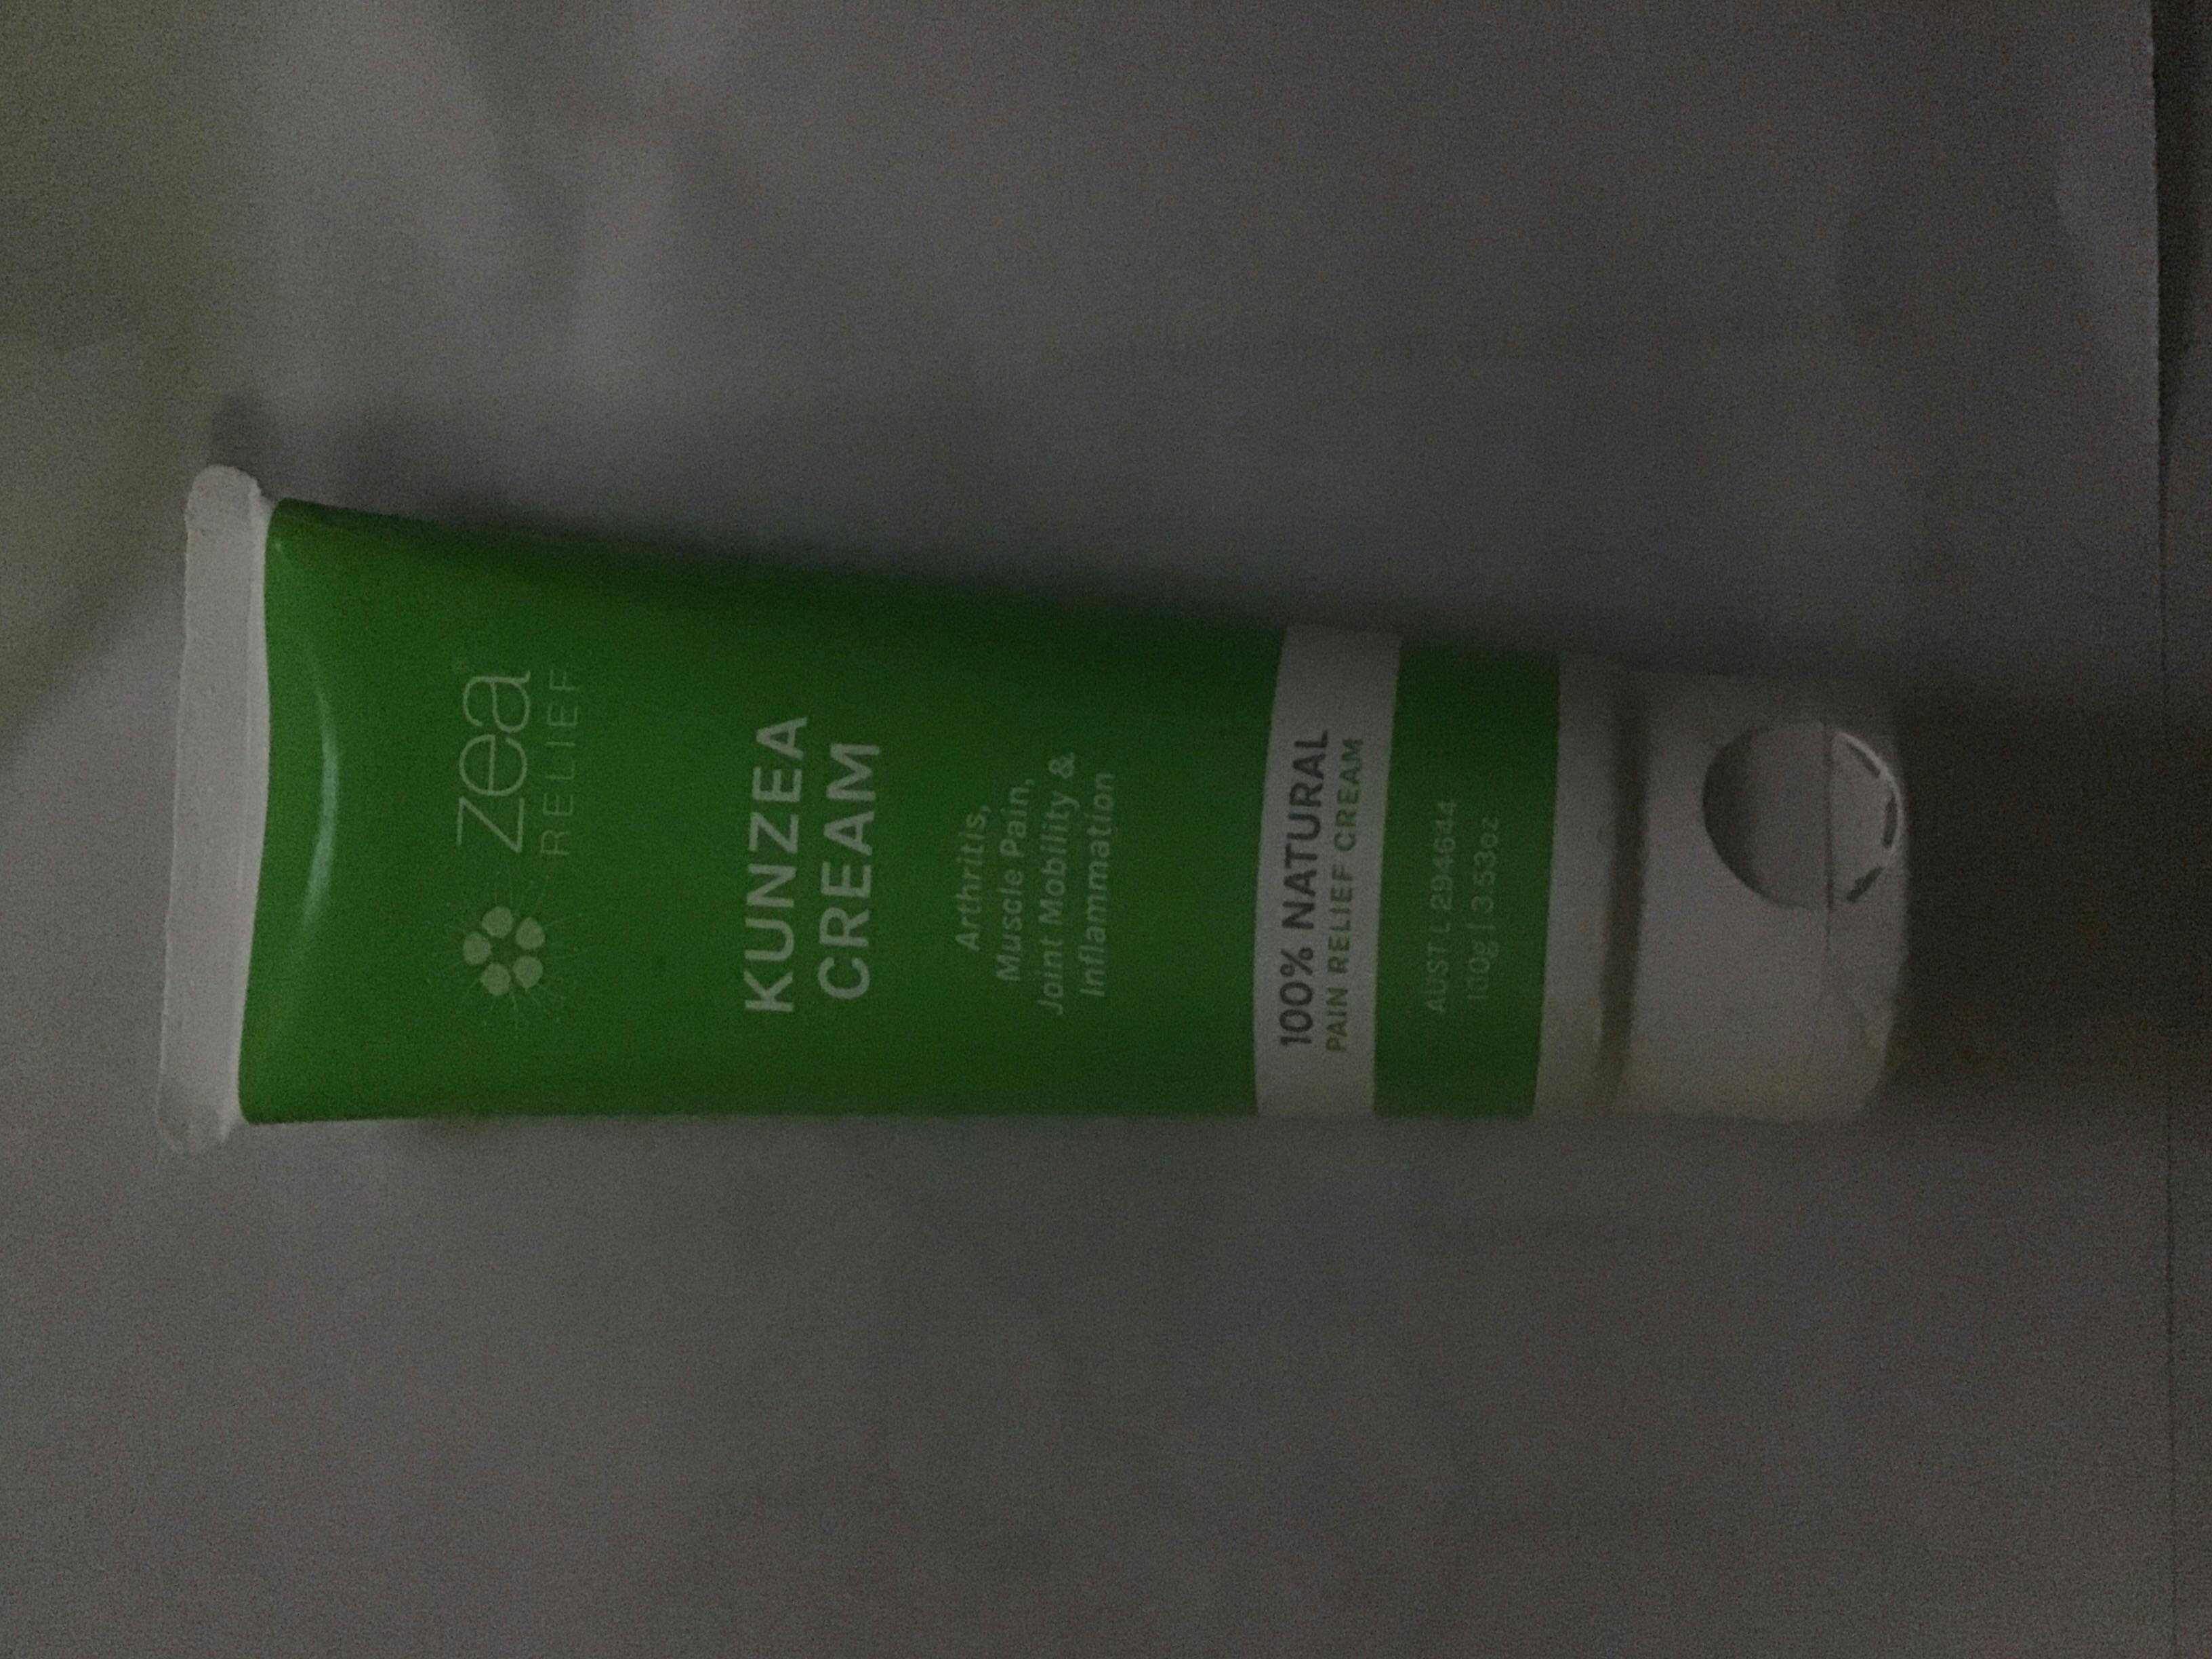 zea
RELIEF
KUNZEA
CREAM
Arthritis,
Muscle Pain,
Joint Mobility &
Inflammation
100% NATURAL
PAIN RELIEF CREAM
AUST L 294644
100g | 3.53oz